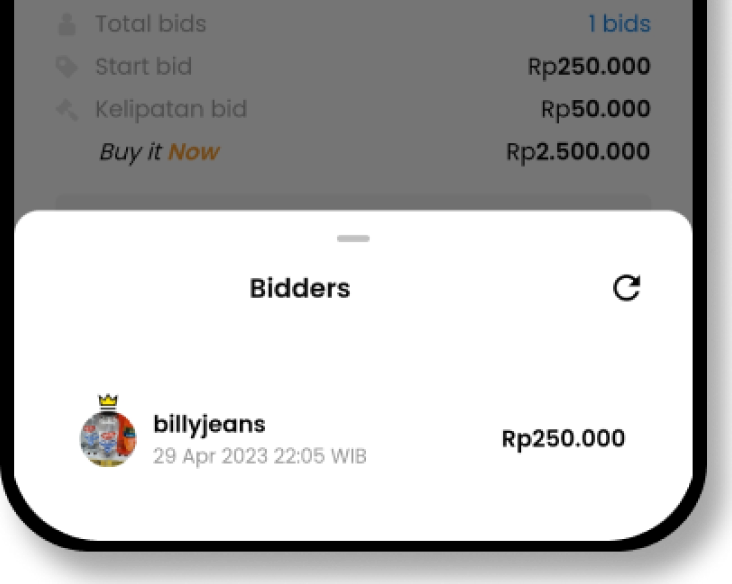 Total bids 1 bids
Start bid Rp250.000
Kelipatan bid Rp50.000
Buy it Now Rp2.500.000
Bidders
billyjeans
29 Apr 2023 22:05 WIB
Rp250.000